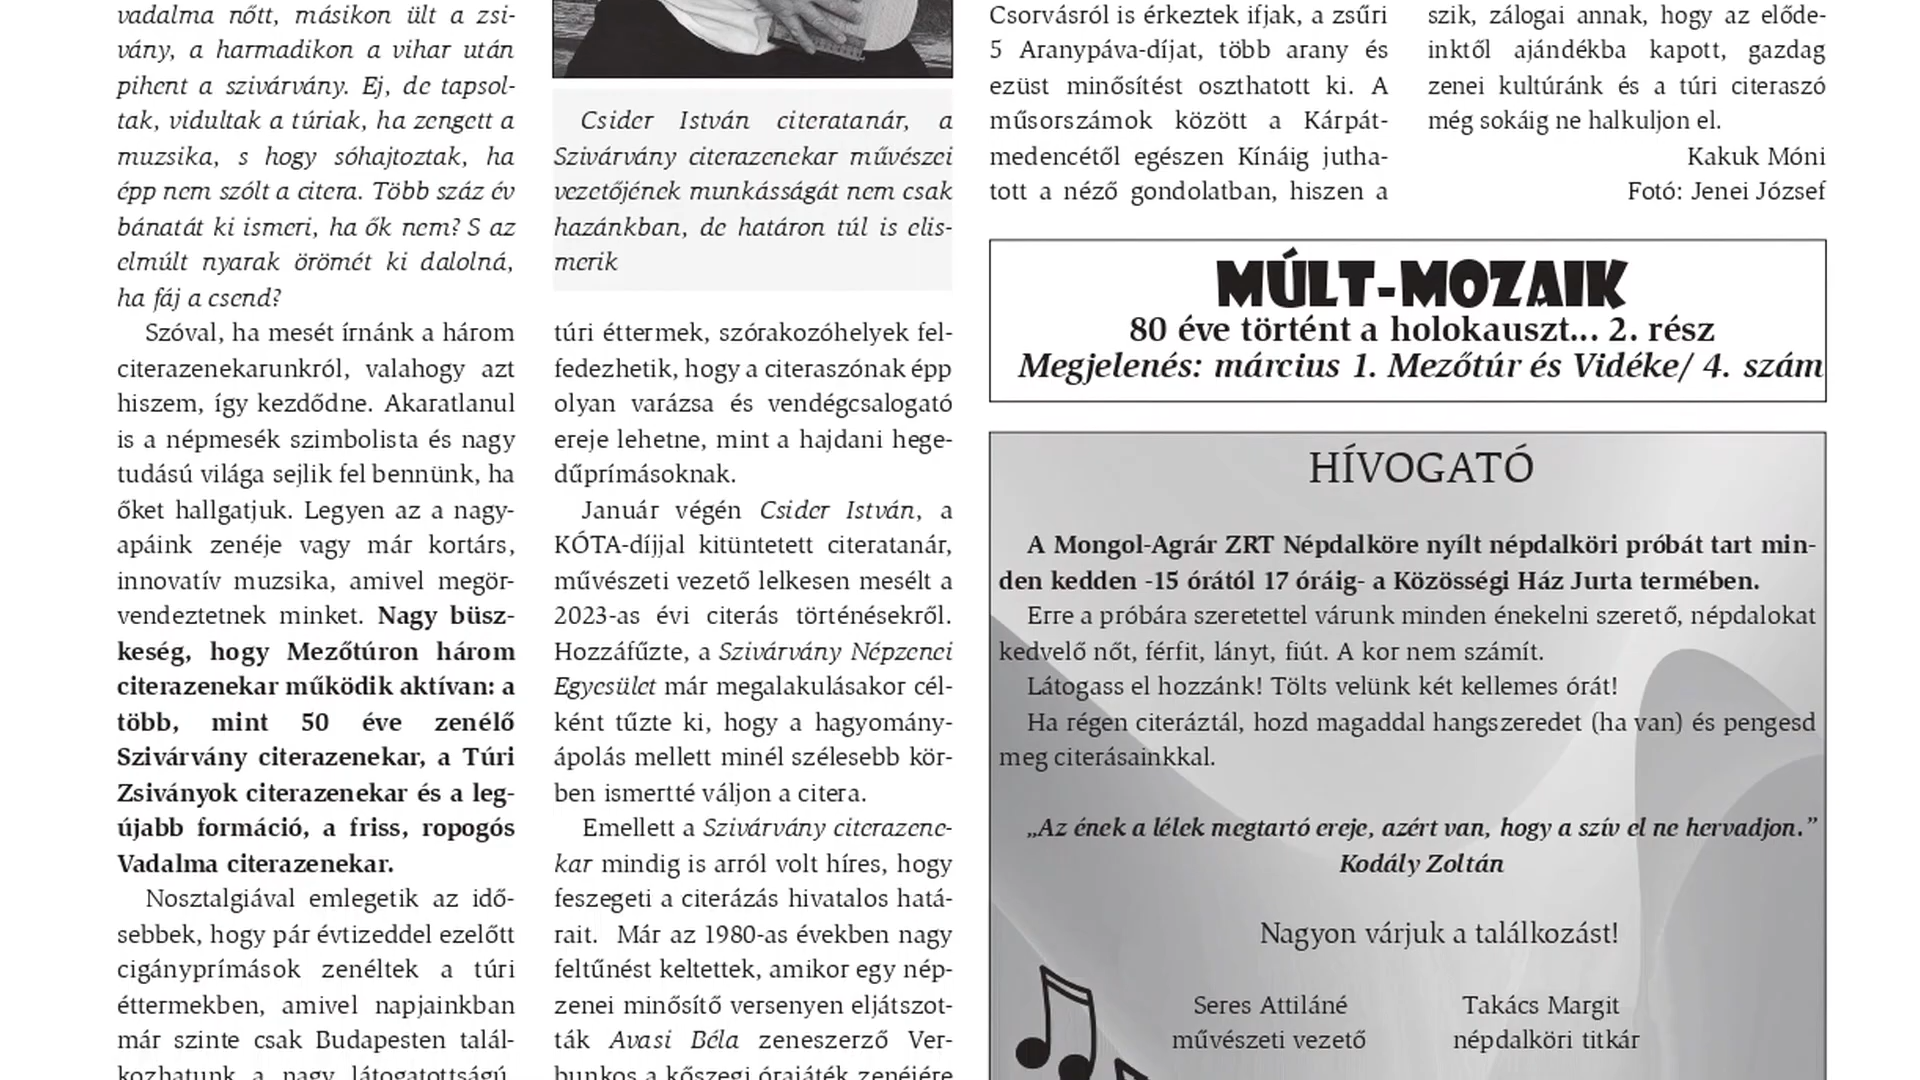 vadalma nőtt, másikon ült a zsi-
vány, a harmadikon a vihar után
pihent a szivárvány. Ej, de tapsol-
tak, vidultak a túriak, ha zengett a
muzsika, s hogy sóhajtoztak, ha
épp nem szólt a citera. Több száz év
bánatát ki ismeri, ha ők nem? S az
elmúlt nyarak örömét ki dalolná,
ha fáj a csend?
Szóval, ha mesét írnánk a három
citerazenekarunkról, valahogy azt
hiszem, így kezdődne. Akaratlanul
is a népmesék szimbolista és nagy
tudású világa sejlik fel bennünk, ha
őket hallgatjuk. Legyen az a nagy-
apáink zenéje vagy már kortárs,
innovatív muzsika, amivel megör-
vendeztetnek minket. Nagy büsz-
keség, hogy Mezőtúron három
citerazenekar működik aktívan: a
több, mint 50 éve zenélő
Szivárvány citerazenekar, a Túri
Zsiványok citerazenekar és a leg-
újabb formáció, a friss, ropogós
Vadalma citerazenekar.
Nosztalgiával emlegetik az idő-
sebbek, hogy pár évtizeddel ezelőtt
cigányprímások zenéltek a túri
éttermekben, amivel napjainkban
már szinte csak Budapesten talál-
kozhatunk a nagy látogatottságú
Csider István citeratanár, a
Szivárvány citerazenekar művészei
vezetőjének munkásságát nem csak
hazánkban, de határon túl is elis-
merik
túri éttermek, szórakozóhelyek fel-
fedezhetik, hogy a citeraszónak épp
olyan varázsa és vendégcsalogató
ereje lehetne, mint a hajdani hege-
dűprímásoknak.
Január végén Csider István, a
KÓTA-díjjal kitüntetett citeratanár,
művészeti vezető lelkesen mesélt a
2023-as évi citerás történésekről.
Hozzáfűzte, a Szivárvány Népzenei
Egyesület már megalakulásakor cél-
ként tűzte ki, hogy a hagyomány-
ápolás mellett minél szélesebb kör-
ben ismertté váljon a citera.
Emellett a Szivárvány citerazene-
kar mindig is arról volt híres, hogy
feszegeti a citerázás hivatalos hatá-
rait. Már az 1980-as években nagy
feltűnést keltettek, amikor egy nép-
zenei minősítő versenyen eljátszot-
ták Avasi Béla zeneszerző Ver-
bunkos a kőszegi órajáték zenéjére
Csorvásról is érkeztek ifjak, a zsűri
5 Aranypáva-díjat, több arany és
ezüst minősítést oszthatott ki. A
műsorszámok között a Kárpát-
medencétől egészen Kínáig jutha-
tott a néző gondolatban, hiszen a
szik, zálogai annak, hogy az előde-
inktől ajándékba kapott, gazdag
zenei kultúránk és a túri citeraszó
még sokáig ne halkuljon el.
Kakuk Móni
Fotó: Jenei József
MÚLT-MOZAIK
80 éve történt a holokauszt... 2. rész
Megjelenés: március 1. Mezőtúr és Vidéke/ 4. szám
HÍVOGATÓ
A Mongol-Agrár ZRT Népdalköre nyílt népdalköri próbát tart min-
den kedden -15 órától 17 óráig- a Közösségi Ház Jurta termében.
Erre a próbára szeretettel várunk minden énekelni szerető, népdalokat
kedvelő nőt, férfit, lányt, fiút. A kor nem számít.
Látogass el hozzánk! Tölts velünk két kellemes órát!
Ha régen citeráztál, hozd magaddal hangszeredet (ha van) és pengesd
meg citerásainkkal.
„Az ének a lélek megtartó ereje, azért van, hogy a szív el ne hervadjon.”
Kodály Zoltán
Nagyon várjuk a találkozást!
Seres Attiláné Takács Margit
művészeti vezető népdalköri titkár